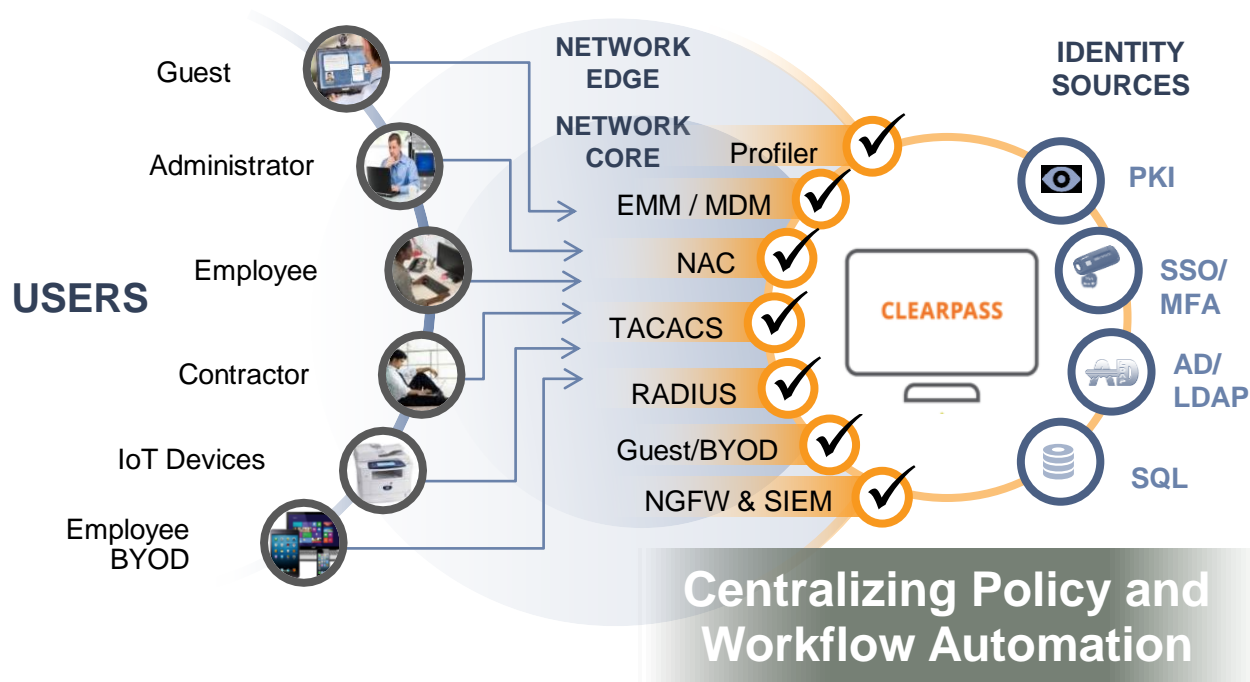 NETWORK
EDGE
IDENTITY
SOURCES
Guest
NETWORK
CORE
Profiler
Administrator
PKI
EMM / MDM
Employee
NAC
SSO/
MFA
USERS
CLEARPASS
TACACS
Contractor
AD/
LDAP
RADIUS
Guest/BYOD
IoT Devices
SQL
NGFW & SIEM
Employee
BYOD
Centralizing Policy and
Workflow Automation